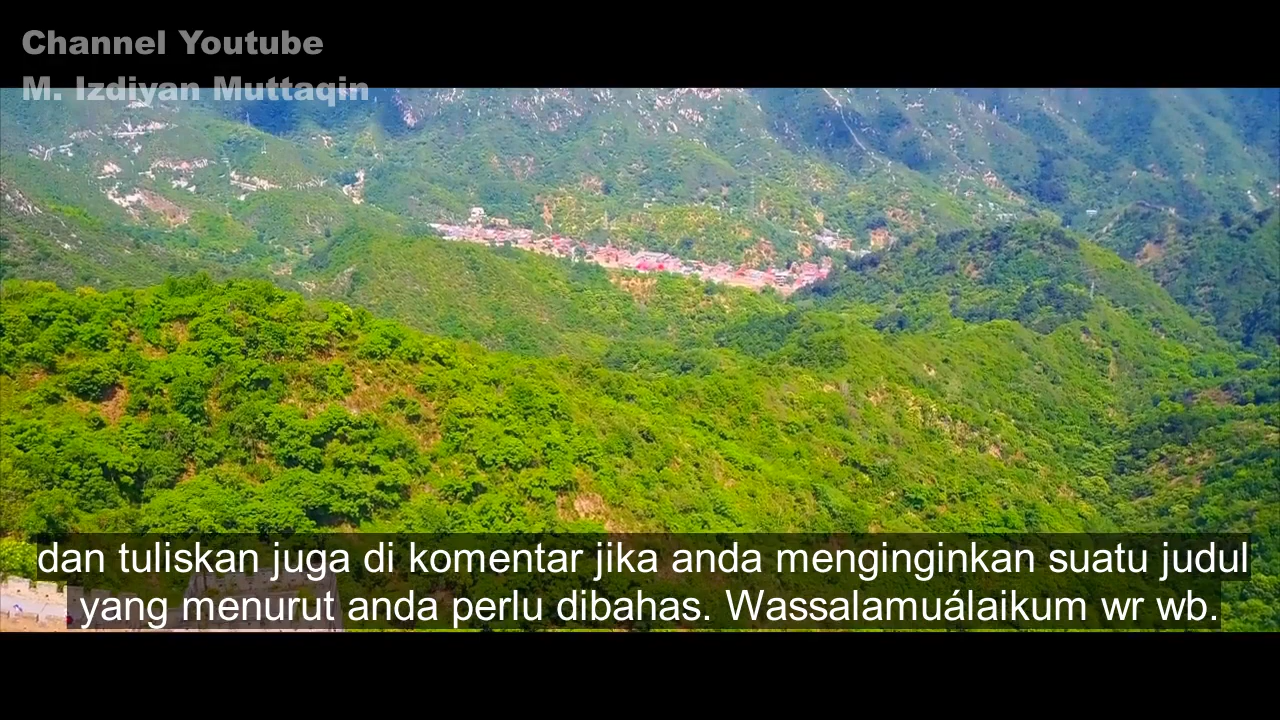 Channel Youtube
M. Izdiyan Muttaqin
dan tuliskan juga di komentar jika anda menginginkan suatu judul
yang menurut anda perlu dibahas. Wassalamuálaikum wr wb.